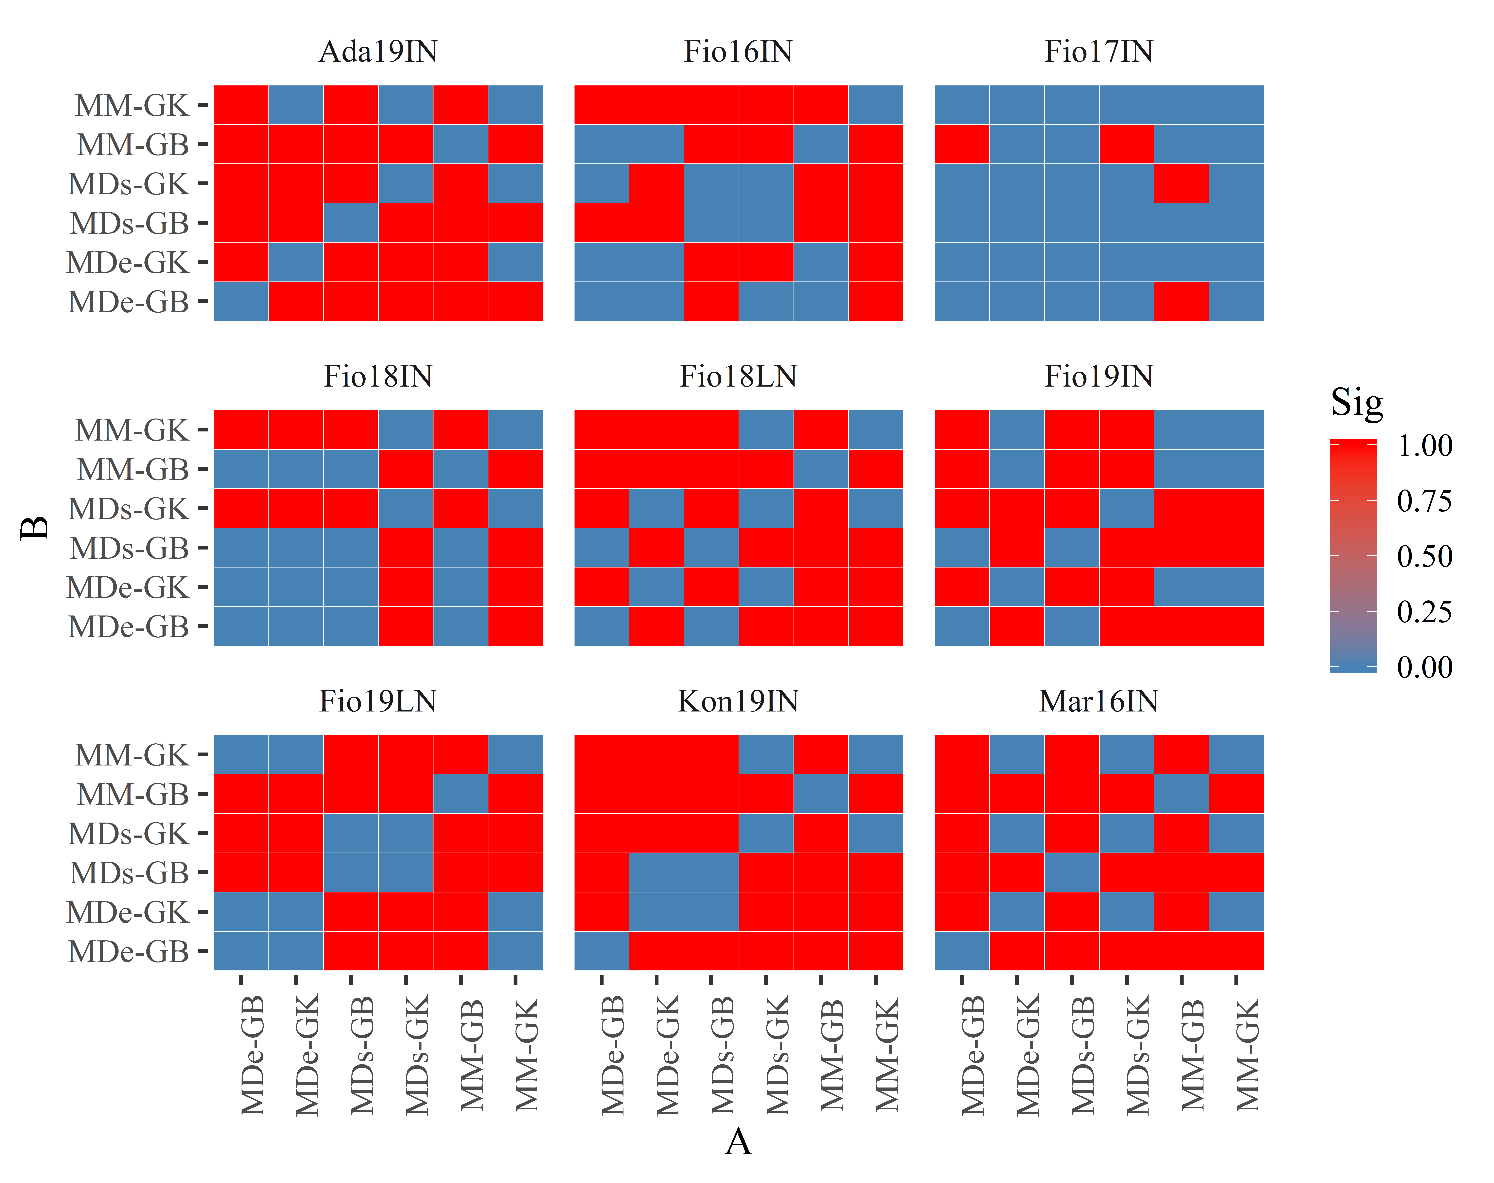 Ada19IN Fio16IN Fio17IN
MM-GK
MM-GB
MDs-GK
MDs-GB
MDe-GK
MDe-GB
Fio18IN Fio18LN Fio19IN
MM-GK
MM-GB
MDs-GK
MDs-GB
MDe-GK
MDe-GB
Fio19LN Kon19IN Mar16IN
MM-GK
MM-GB
MDs-GK
MDs-GB
MDe-GK
MDe-GB
MDe-GB MDe-GK MDs-GB MDs-GK MM-GB MM-GK MDe-GB MDe-GK MDs-GB MDs-GK MM-GB MM-GK MDe-GB MDe-GK MDs-GB MDs-GK MM-GB MM-GK
A
B
Sig
1.00
0.75
0.50
0.25
0.00